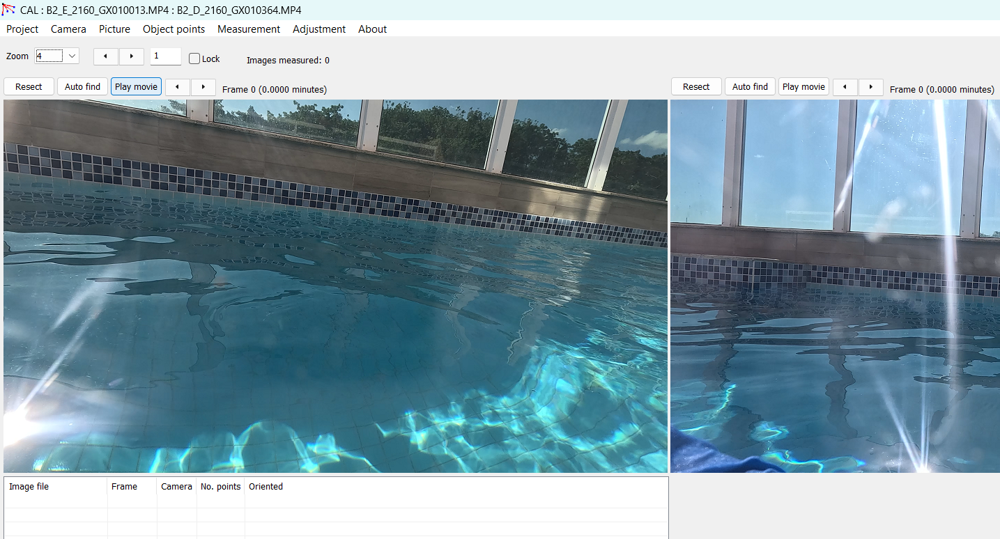 CAL : B2_E_2160_GX010013.MP4 : B2_D_2160_GX010364.MP4
Project Camera Picture Object points Measurement Adjustment About
Zoom 4 1 Lock Images measured: 0
Resect Auto find Play movie Frame 0 (0.0000 minutes) Resect Auto find Play movie Frame 0 (0.0000 minutes)
Image file Frame Camera No. points Oriented